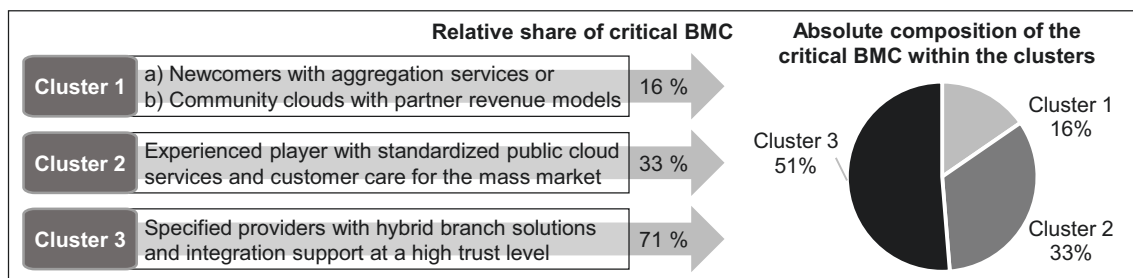 Relative share of critical BMC
Cluster 1
a) Newcomers with aggregation services or
b) Community clouds with partner revenue models
16 %
Cluster 2
Experienced player with standardized public cloud
services and customer care for the mass market
33 %
Cluster 3
Specified providers with hybrid branch solutions
and integration support at a high trust level
71 %
Absolute composition of the
critical BMC within the clusters
Cluster 1
16%
Cluster 3
51%
Cluster 2
33%